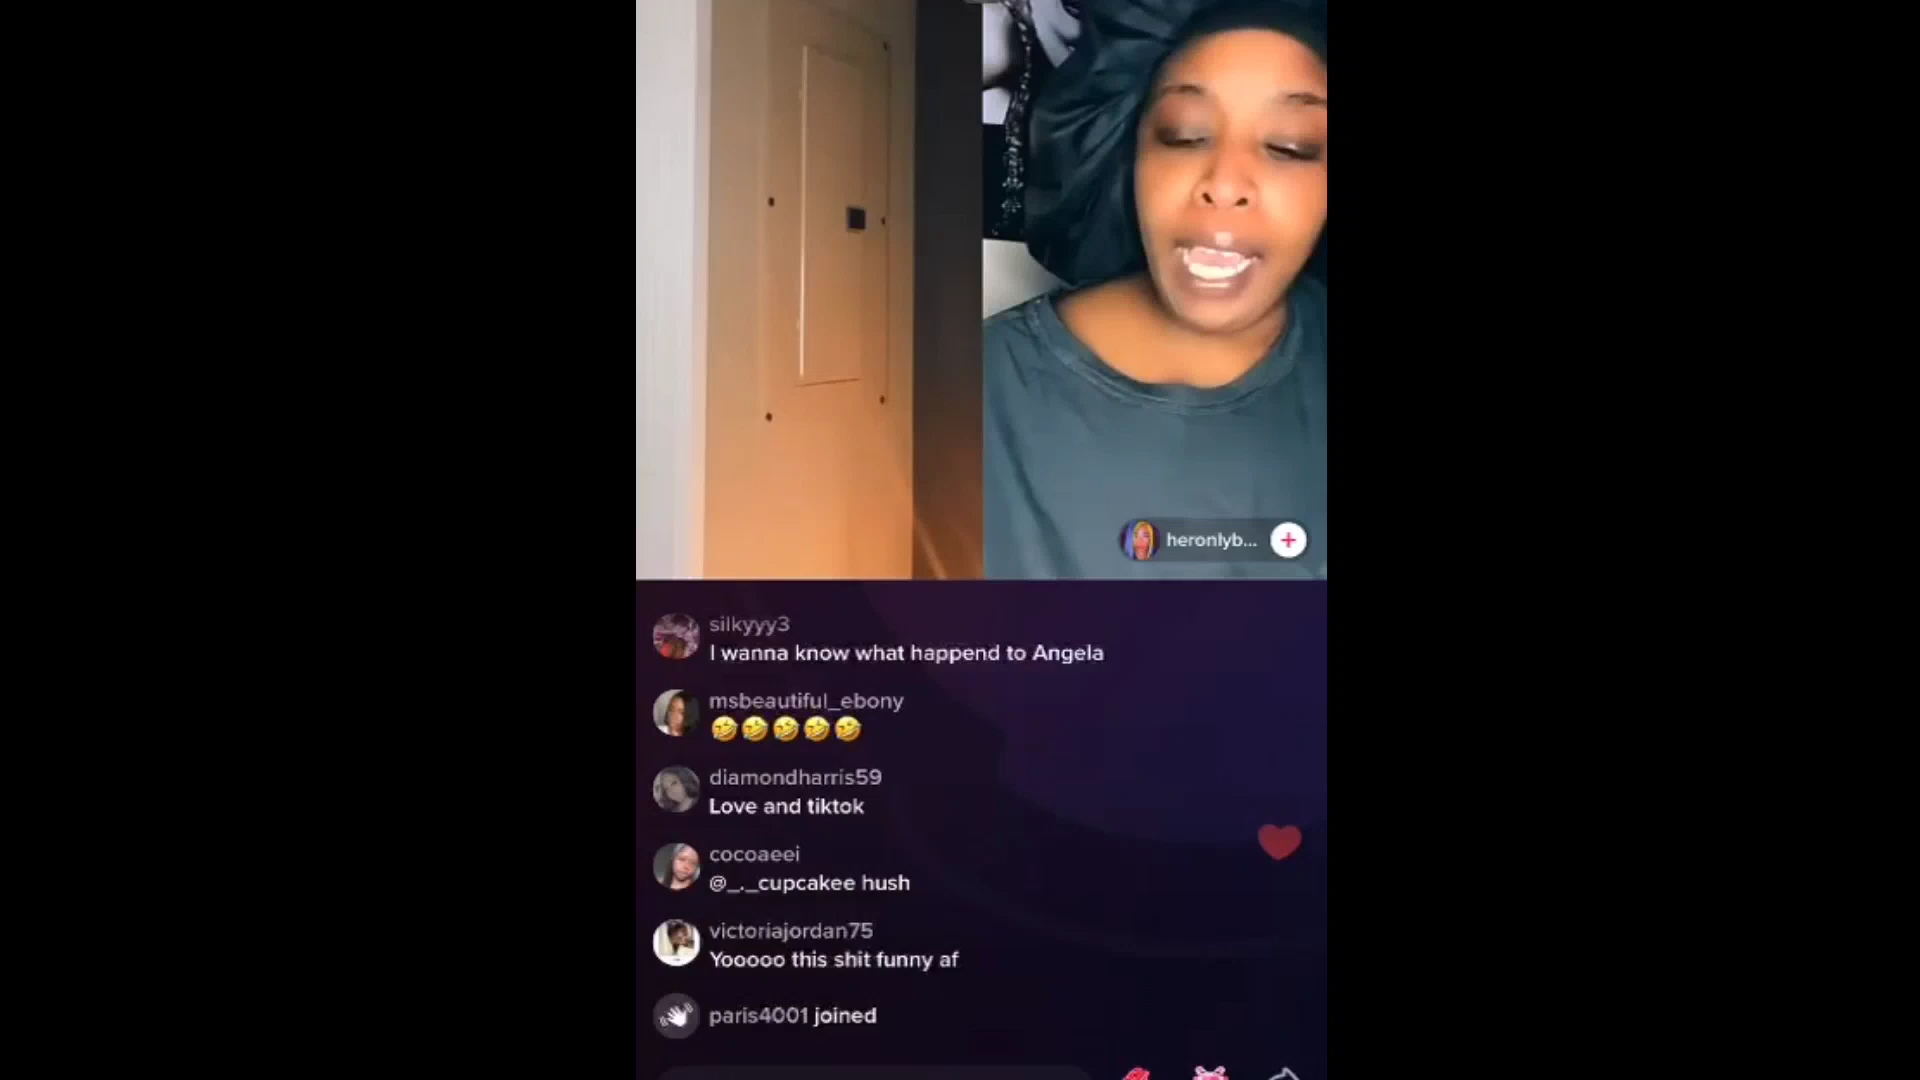 heronlyb...
silkyyy3
I wanna know what happend to Angela
msbeautiful_ebony
🤣🤣🤣🤣🤣
diamondharris59
Love and tiktok
cocoaeei
@_._cupcakee hush
victoriajordan75
Yooooo this shit funny af
paris4001 joined